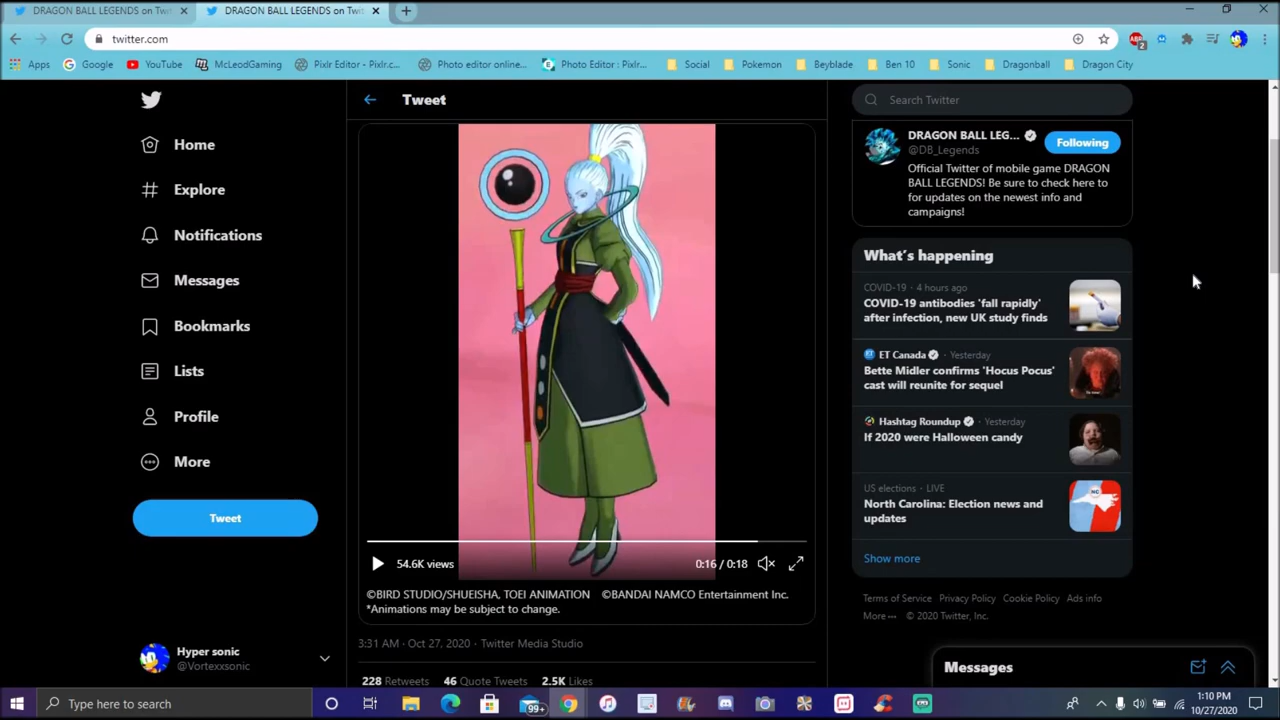 DRAGON BALL LEGENDS on Twi
DRAGON BALL LEGENDS on Twi
twitter.com
Apps Google YouTube McLeodGaming Pixlr Editor - Pixlr.c... Photo editor online... Photo Editor : Pixlr... Social Pokemon Beyblade Ben 10 Sonic Dragonball Dragon City
Home
Explore
Notifications
Messages
Bookmarks
Lists
Profile
More
Tweet
Hyper sonic
@Vortexxsonic
Tweet
54.6K views 0:16 / 0:18
©BIRD STUDIO/SHUEISHA, TOEI ANIMATION ©BANDAI NAMCO Entertainment Inc.
*Animations may be subject to change.
3:31 AM · Oct 27, 2020 · Twitter Media Studio
228 Retweets 46 Quote Tweets 2.5K Likes
Search Twitter
DRAGON BALL LEG...
@DB_Legends
Following
Official Twitter of mobile game DRAGON
BALL LEGENDS! Be sure to check here to
for updates on the newest info and
campaigns!
What's happening
COVID-19 · 4 hours ago
COVID-19 antibodies 'fall rapidly'
after infection, new UK study finds
ET Canada · Yesterday
Bette Midler confirms 'Hocus Pocus'
cast will reunite for sequel
Hashtag Roundup · Yesterday
If 2020 were Halloween candy
US elections · LIVE
North Carolina: Election news and
updates
Show more
Terms of Service Privacy Policy Cookie Policy Ads info
More ··· © 2020 Twitter, Inc.
Messages
Type here to search
99+
1:10 PM
10/27/2020